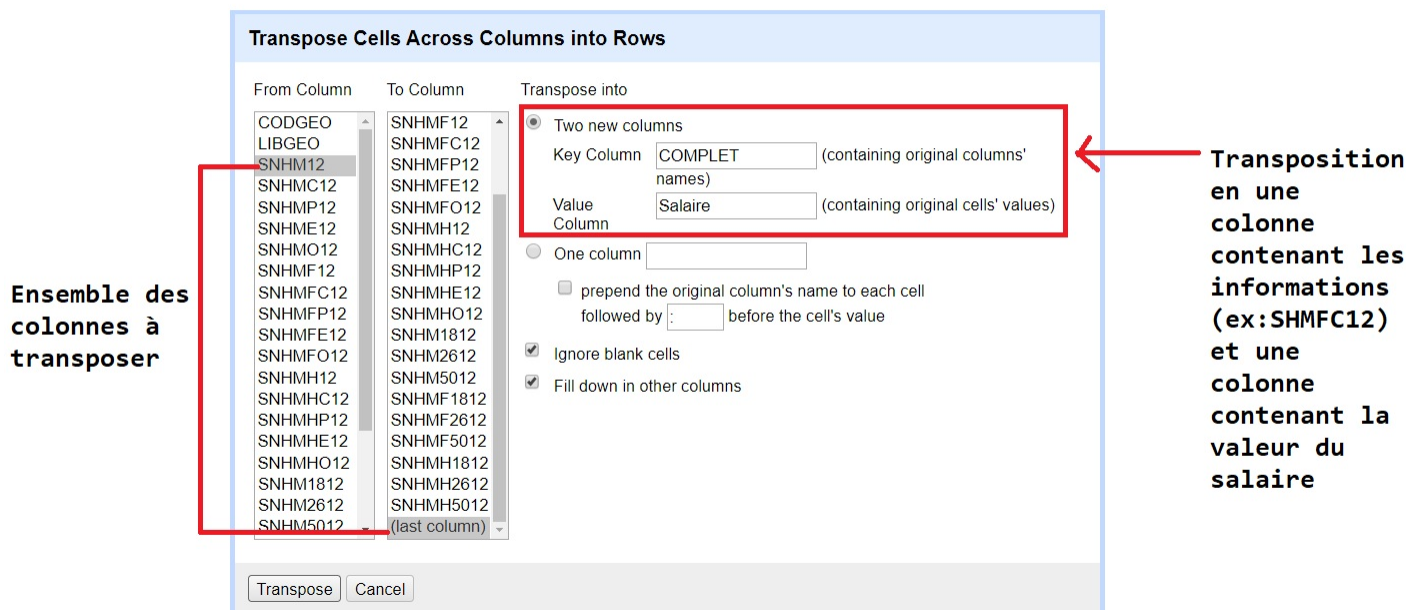 Transpose Cells Across Columns into Rows
From Column
To Column
Transpose into
CODGEO
LIBGEO
SNHM12
SNHMC12
SNHMP12
SNHME12
SNHMO12
SNHMF12
SNHMFC12
SNHMFP12
SNHMFE12
SNHMFO12
SNHMH12
SNHMHC12
SNHMHP12
SNHMHE12
SNHMHO12
SNHM1812
SNHM2612
SNHM5012
SNHMF12
SNHMFC12
SNHMFP12
SNHMFE12
SNHMFO12
SNHMH12
SNHMHC12
SNHMHP12
SNHMHE12
SNHMHO12
SNHM1812
SNHM2612
SNHM5012
SNHMF1812
SNHMF2612
SNHMF5012
SNHMH1812
SNHMH2612
SNHMH5012
(last column)
Two new columns
Key Column COMPLET (containing original columns'
names)
Value Salaire (containing original cells' values)
Column
One column
prepend the original column's name to each cell
followed by : before the cell's value
Ignore blank cells
Fill down in other columns
Transpose Cancel
Ensemble des
colonnes à
transposer
Transposition
en une
colonne
contenant les
informations
(ex:SHMFC12)
et une
colonne
contenant la
valeur du
salaire